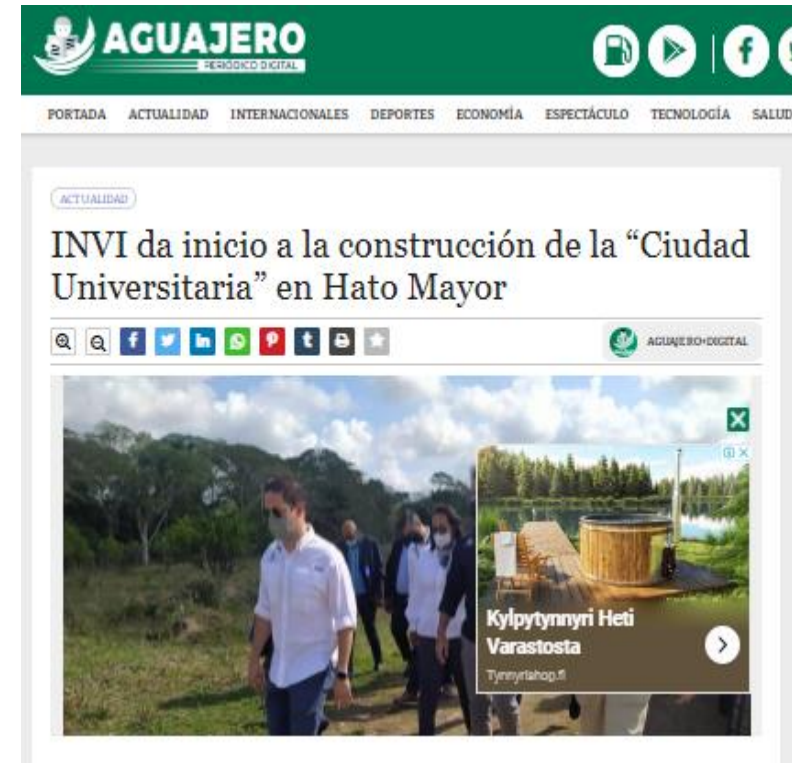 AGUAJERO
PERIÓDICO DIGITAL
PORTADA ACTUALIDAD INTERNACIONALES DEPORTES ECONOMÍA ESPECTÁCULO TECNOLOGÍA SALUD
ACTUALIDAD
INVI da inicio a la construcción de la “Ciudad
Universitaria” en Hato Mayor
AGUAJERO•DIGITAL
Kylpytynnyri Heti
Varastosta
Tynnyrishop.fi